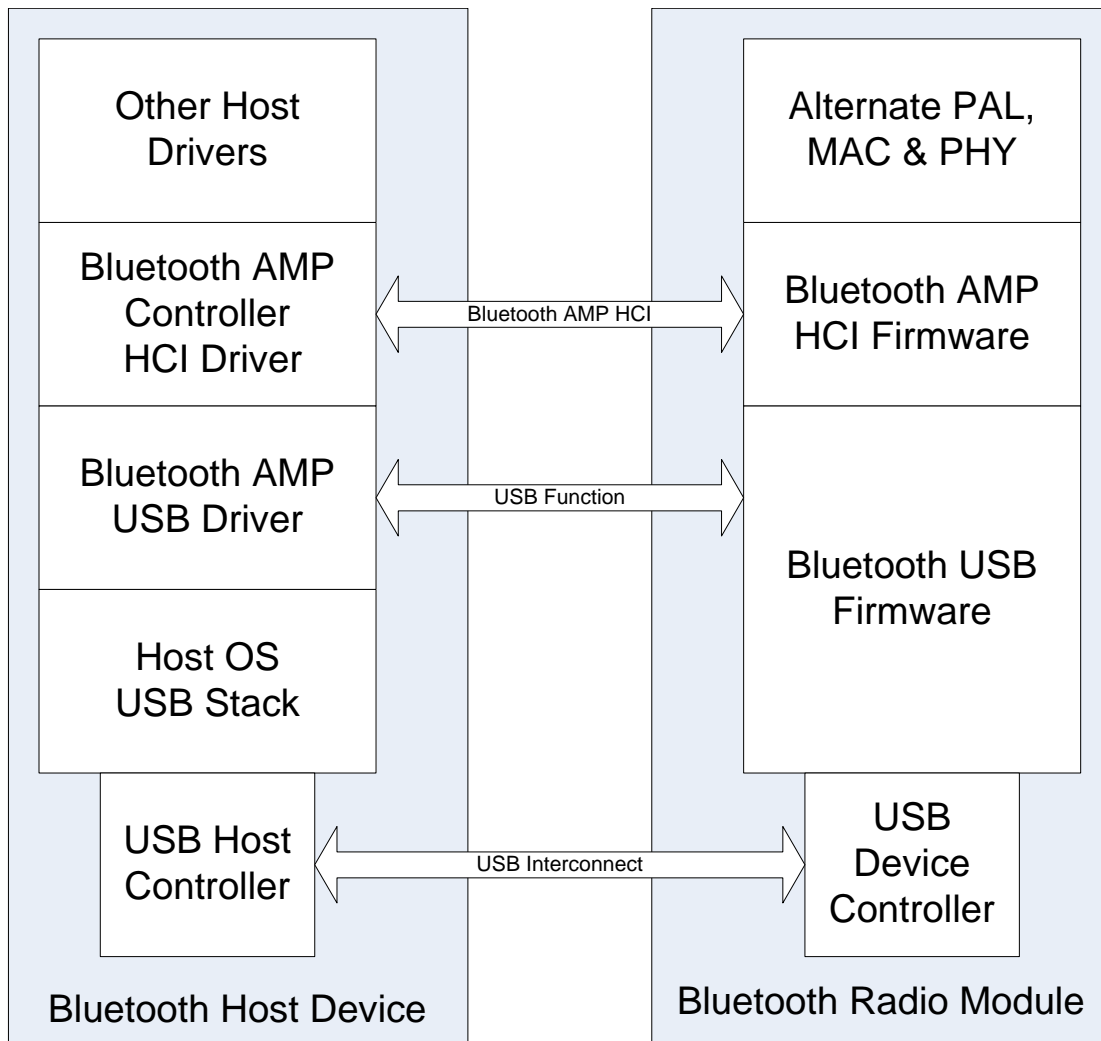 Other Host
Drivers
Bluetooth AMP
Controller
HCI Driver
Bluetooth AMP
USB Driver
Host OS
USB Stack
USB Host
Controller
Bluetooth Host Device
Bluetooth AMP HCI
USB Function
USB Interconnect
Alternate PAL,
MAC & PHY
Bluetooth AMP
HCI Firmware
Bluetooth USB
Firmware
USB
Device
Controller
Bluetooth Radio Module